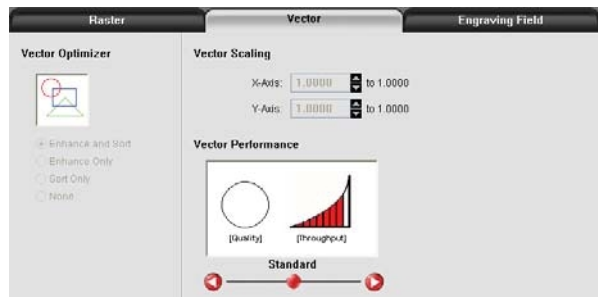 Raster
Vector
Engraving Field
Vector Optimizer
Enhance and Sort
Enhance Only
Sort Only
None
Vector Scaling
X-Axis: 1.0000 to 1.0000
Y-Axis: 1.0000 to 1.0000
Vector Performance
[Quality]
[Throughput]
Standard